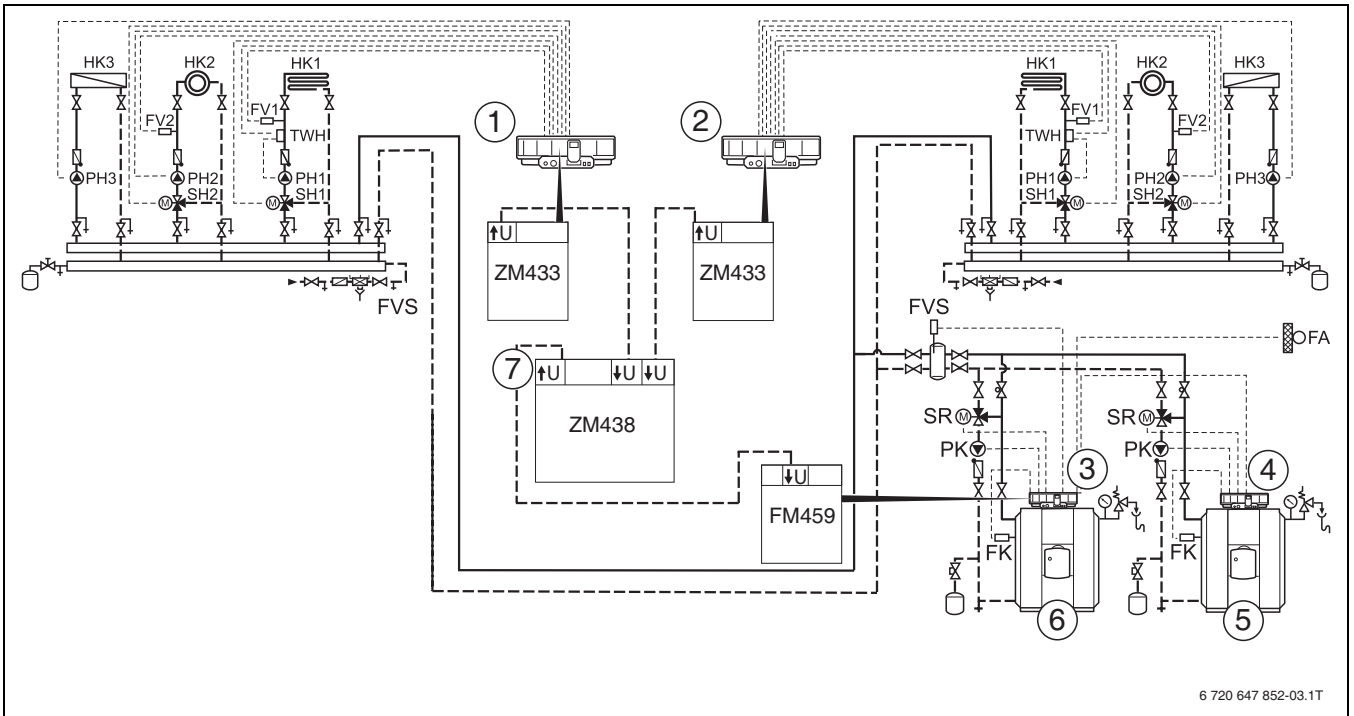 HK3
HK2
HK1
FV2
FV1
TWH
PH3
PH2
PH1
SH2
SH1
M
M
FVS
1
2
HK1
HK2
HK3
FV1
FV2
TWH
PH1
PH2
PH3
SH1
SH2
M
M
↑U
ZM433
↑U
ZM433
7
↑U
↓U
↓U
ZM438
↓U
FM459
FVS
FA
SR
M
SR
M
PK
PK
3
4
FK
FK
6
5
6 720 647 852-03.1T